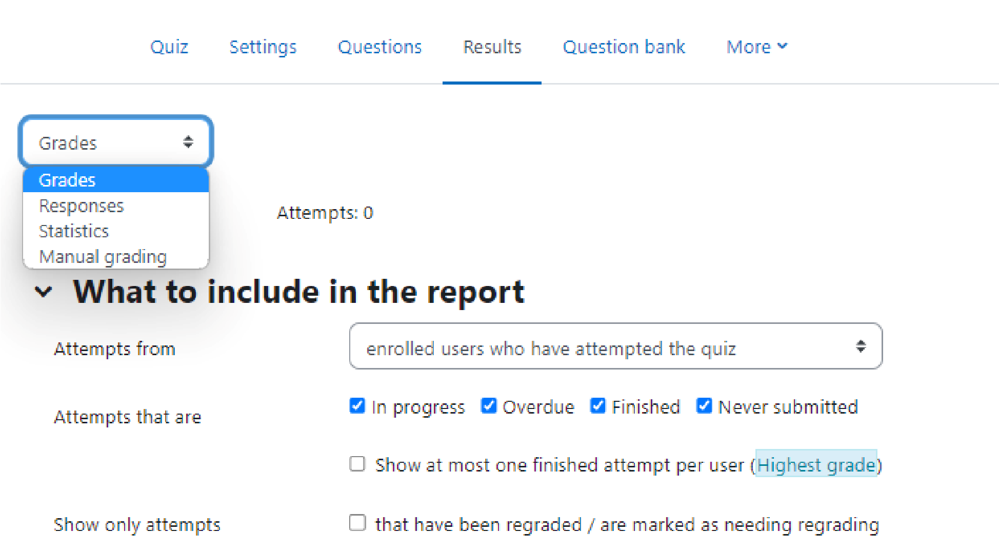 Quiz Settings Questions Results Question bank More
Grades
Grades
Responses
Statistics
Manual grading
Attempts: 0
What to include in the report
Attempts from enrolled users who have attempted the quiz
Attempts that are In progress Overdue Finished Never submitted
Show at most one finished attempt per user (Highest grade)
Show only attempts that have been regraded / are marked as needing regrading